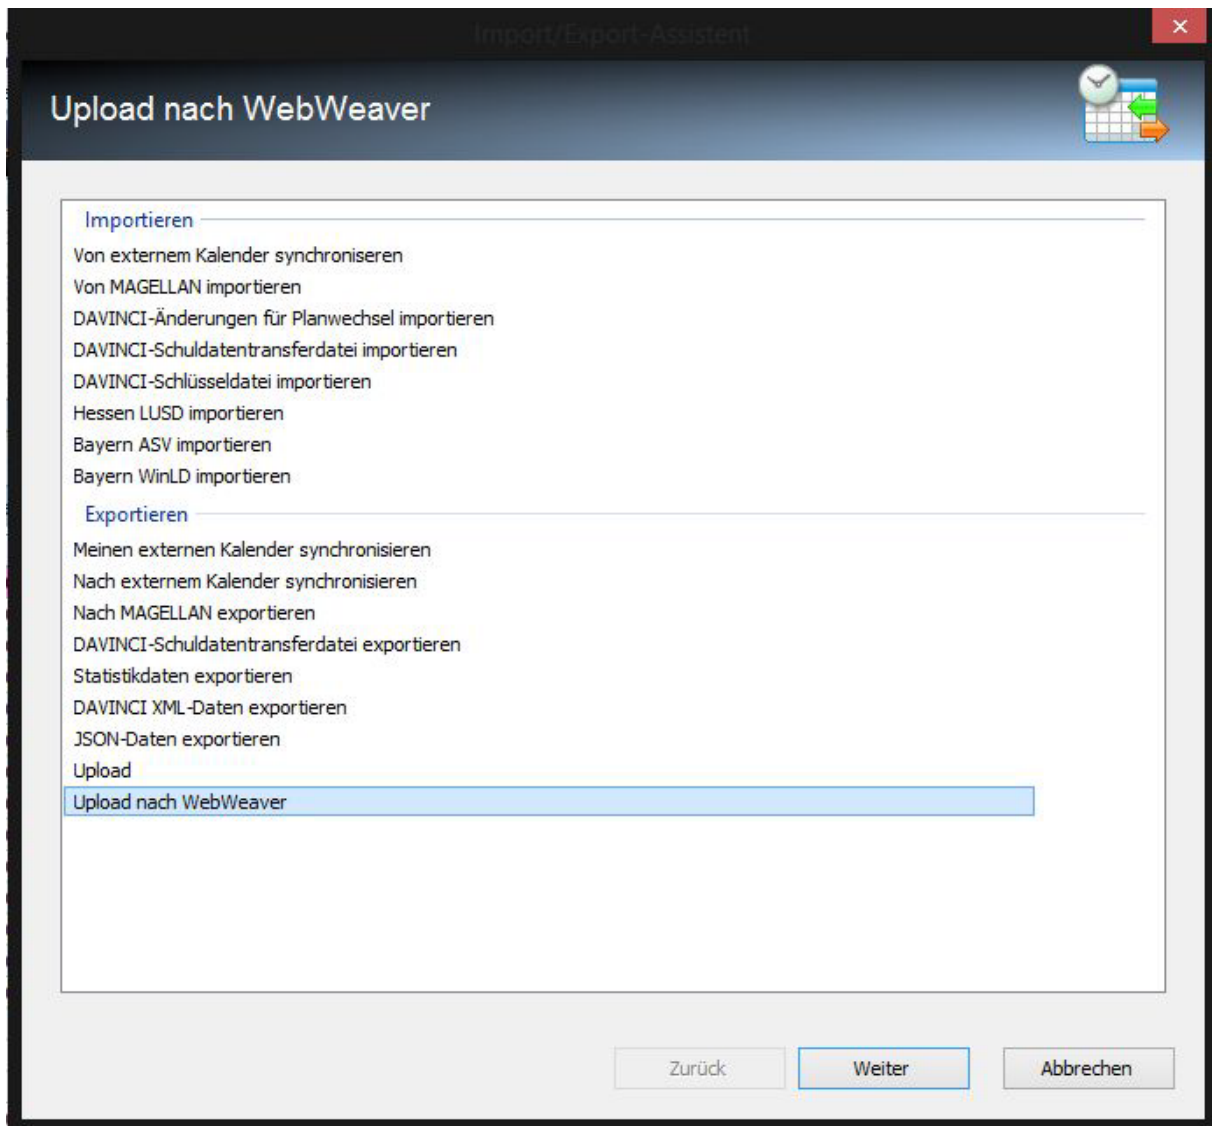 Import/Export-Assistent
Upload nach WebWeaver
Importieren
Von externem Kalender synchroniseren
Von MAGELLAN importieren
DAVINCI-Änderungen für Planwechsel importieren
DAVINCI-Schuldatentransferdatei importieren
DAVINCI-Schlüsseldatei importieren
Hessen LUSD importieren
Bayern ASV importieren
Bayern WinLD importieren
Exportieren
Meinen externen Kalender synchronisieren
Nach externem Kalender synchronisieren
Nach MAGELLAN exportieren
DAVINCI-Schuldatentransferdatei exportieren
Statistikdaten exportieren
DAVINCI XML-Daten exportieren
JSON-Daten exportieren
Upload
Upload nach WebWeaver
Zurück Weiter Abbrechen